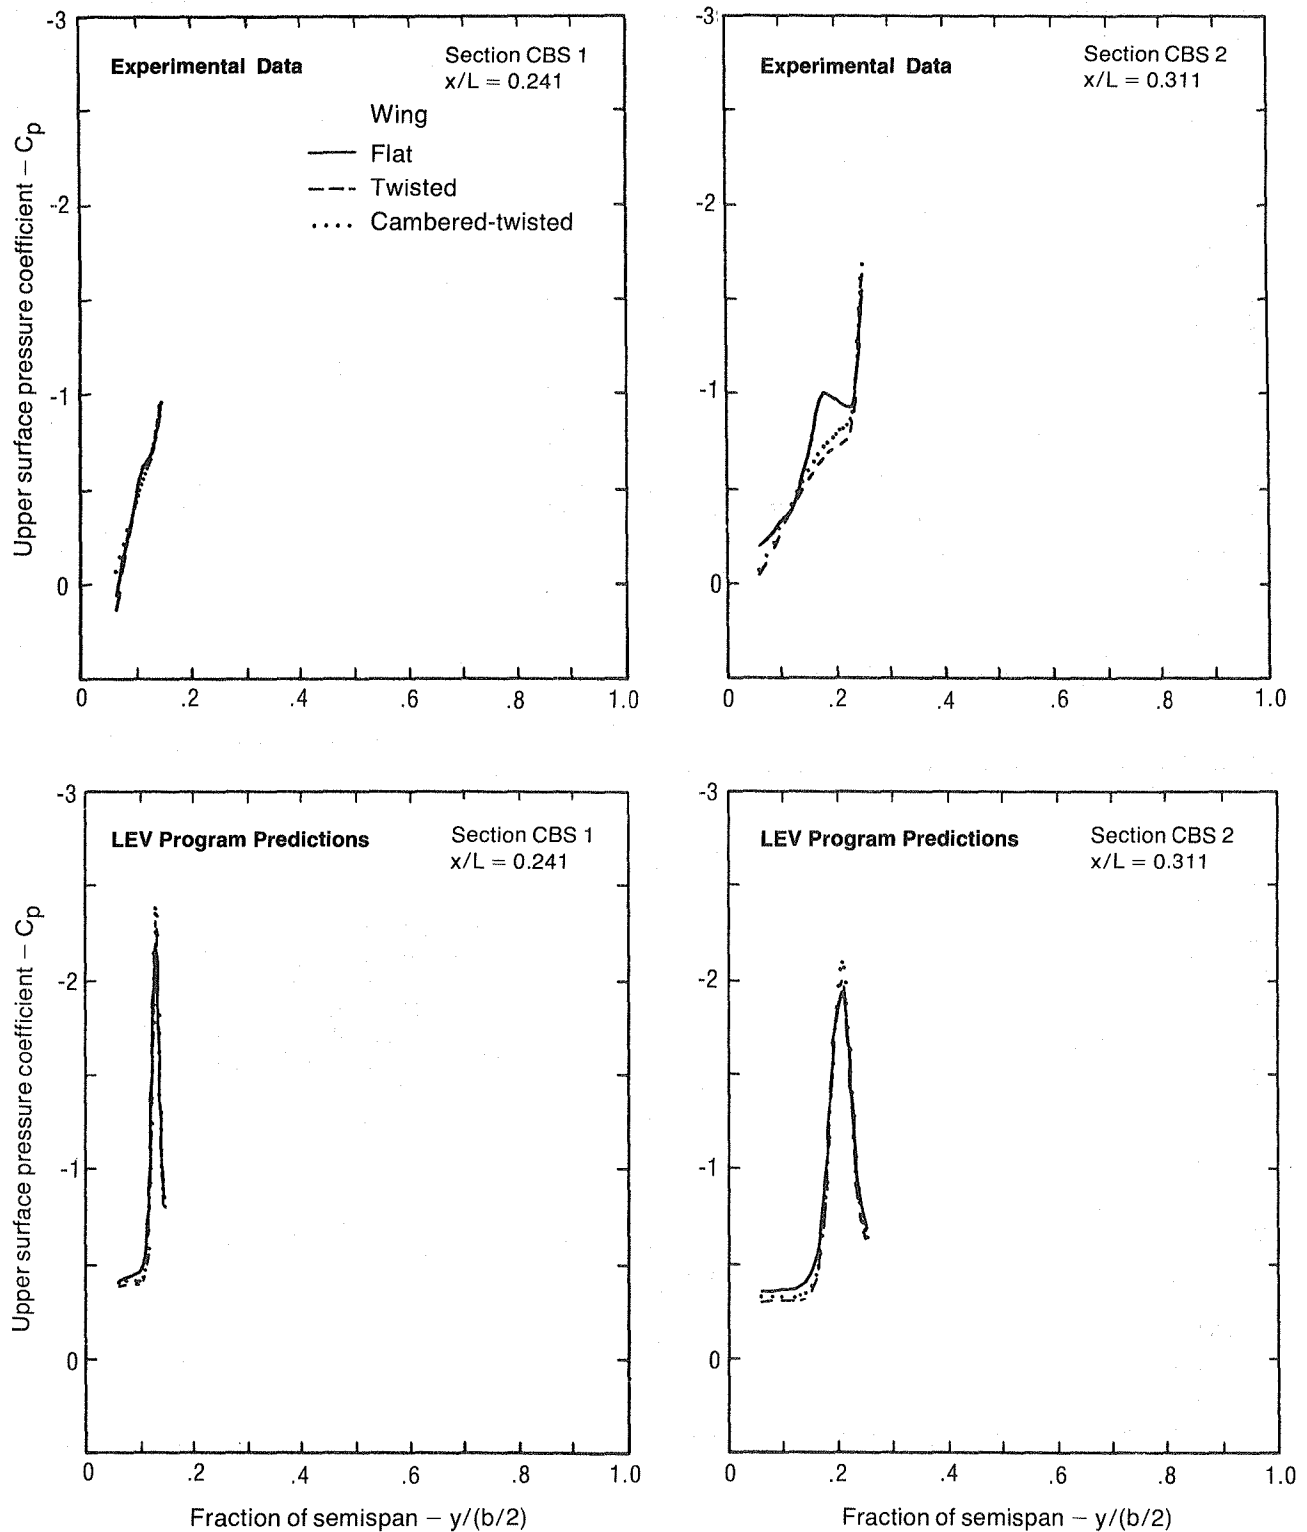 Experimental Data
Section CBS 1
x/L = 0.241
Wing
Flat
Twisted
Cambered-twisted
Upper surface pressure coefficient – Cp
-3
-2
-1
0
0 .2 .4 .6 .8 1.0
Experimental Data
Section CBS 2
x/L = 0.311
-3
-2
-1
0
0 .2 .4 .6 .8 1.0
LEV Program Predictions
Section CBS 1
x/L = 0.241
Upper surface pressure coefficient – Cp
-3
-2
-1
0
0 .2 .4 .6 .8 1.0
Fraction of semispan – y/(b/2)
LEV Program Predictions
Section CBS 2
x/L = 0.311
-3
-2
-1
0
0 .2 .4 .6 .8 1.0
Fraction of semispan – y/(b/2)